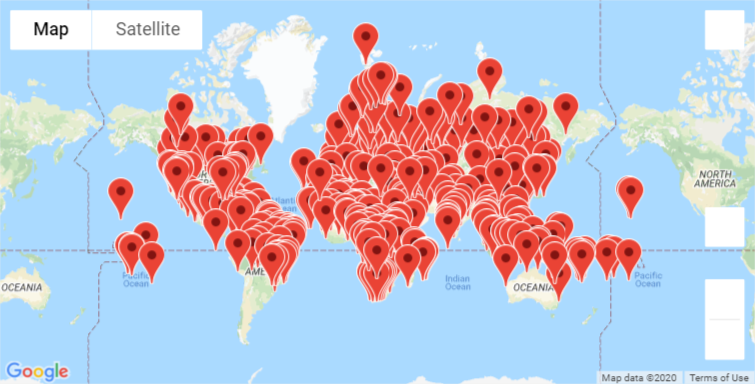 Map
Satellite
NORTH
AMERICA
Indian
Ocean
OCEANIA
OCEANIA
Pacific
Ocean
Pacific
Ocean
Google
Map data ©2020
Terms of Use